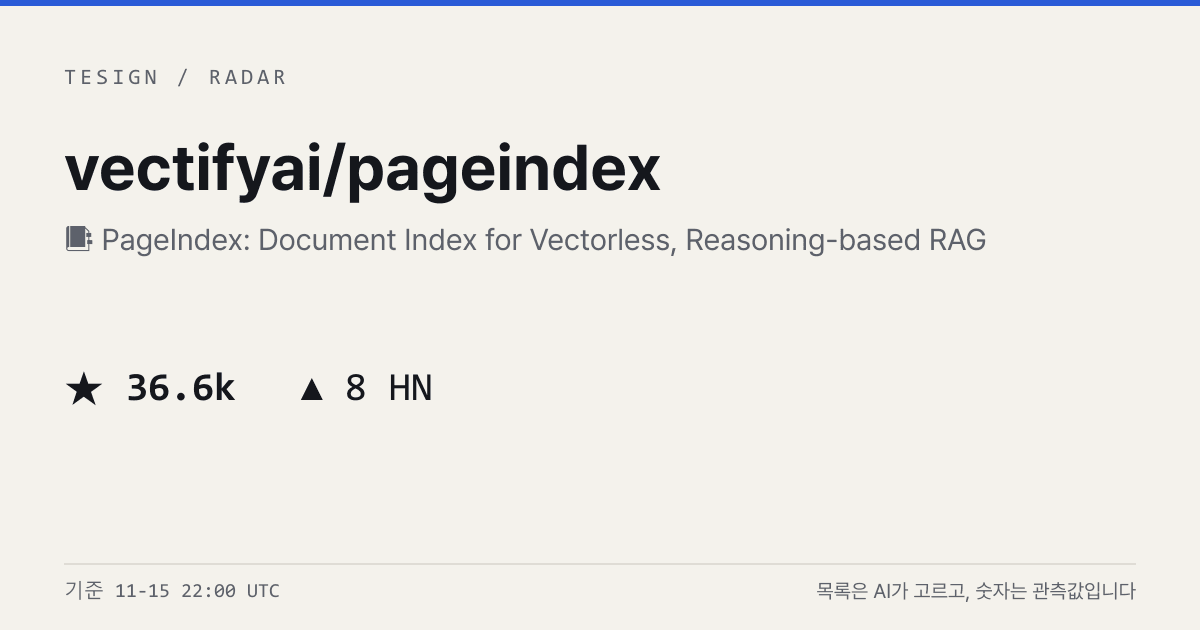 TESIGN / RADAR
vectifyai/pageindex
📑 PageIndex: Document Index for Vectorless, Reasoning-based RAG
★ 36.6k ▲ 8 HN
기준 11-15 22:00 UTC
목록은 AI가 고르고, 숫자는 관측값입니다